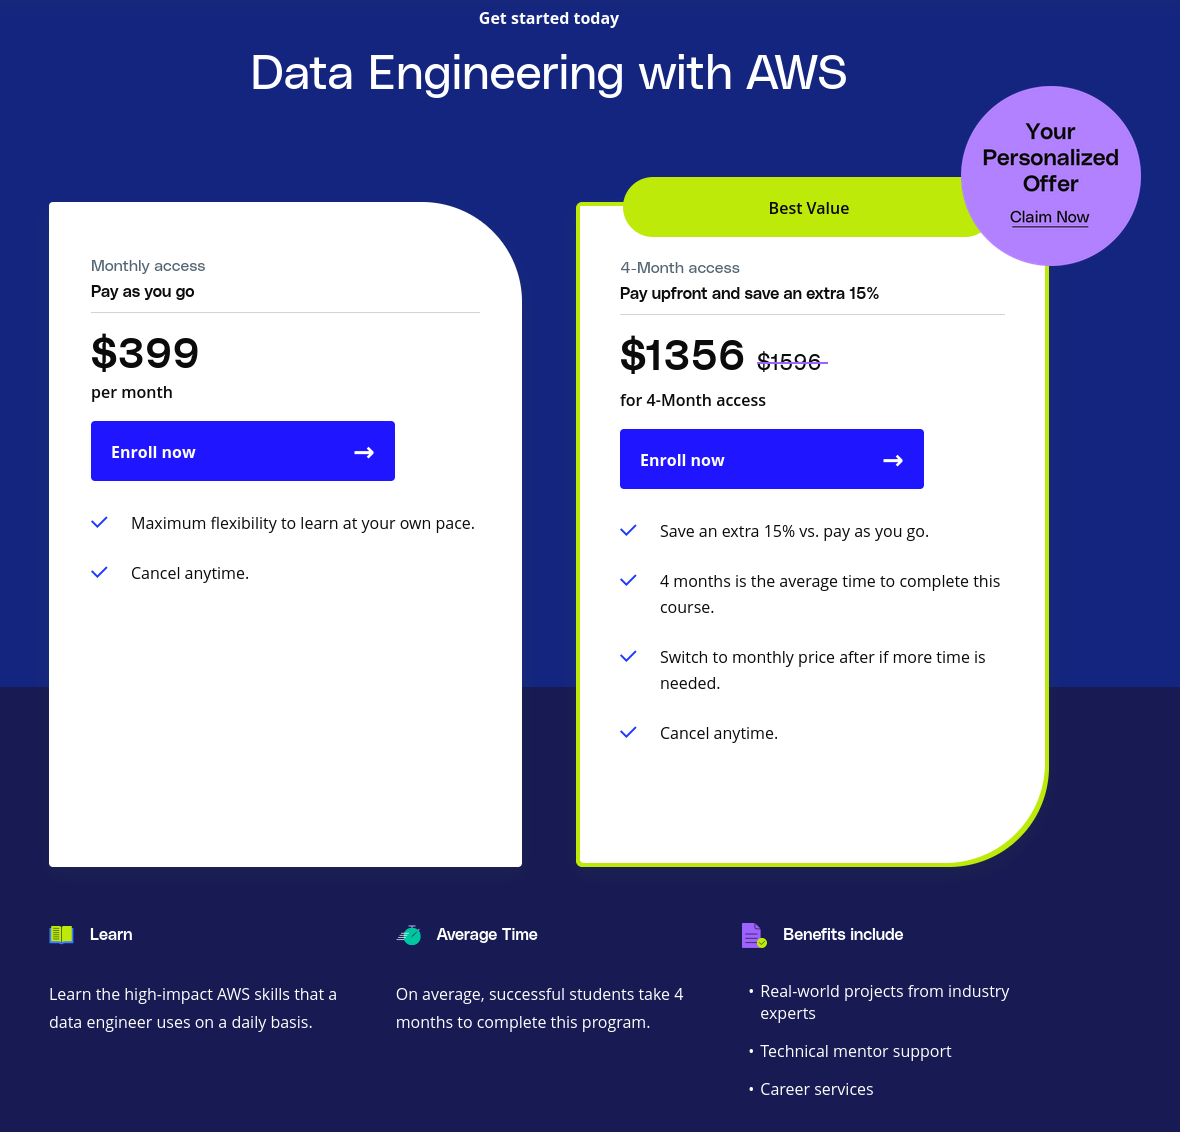 Get started today
Data Engineering with AWS
Your
Personalized
Offer
Claim Now
Monthly access
Pay as you go
$399
per month
Enroll now →
Maximum flexibility to learn at your own pace.
Cancel anytime.
Best Value
4-Month access
Pay upfront and save an extra 15%
$1356 $1596
for 4-Month access
Enroll now →
Save an extra 15% vs. pay as you go.
4 months is the average time to complete this
course.
Switch to monthly price after if more time is
needed.
Cancel anytime.
Learn
Learn the high-impact AWS skills that a
data engineer uses on a daily basis.
Average Time
On average, successful students take 4
months to complete this program.
Benefits include
• Real-world projects from industry
experts
• Technical mentor support
• Career services